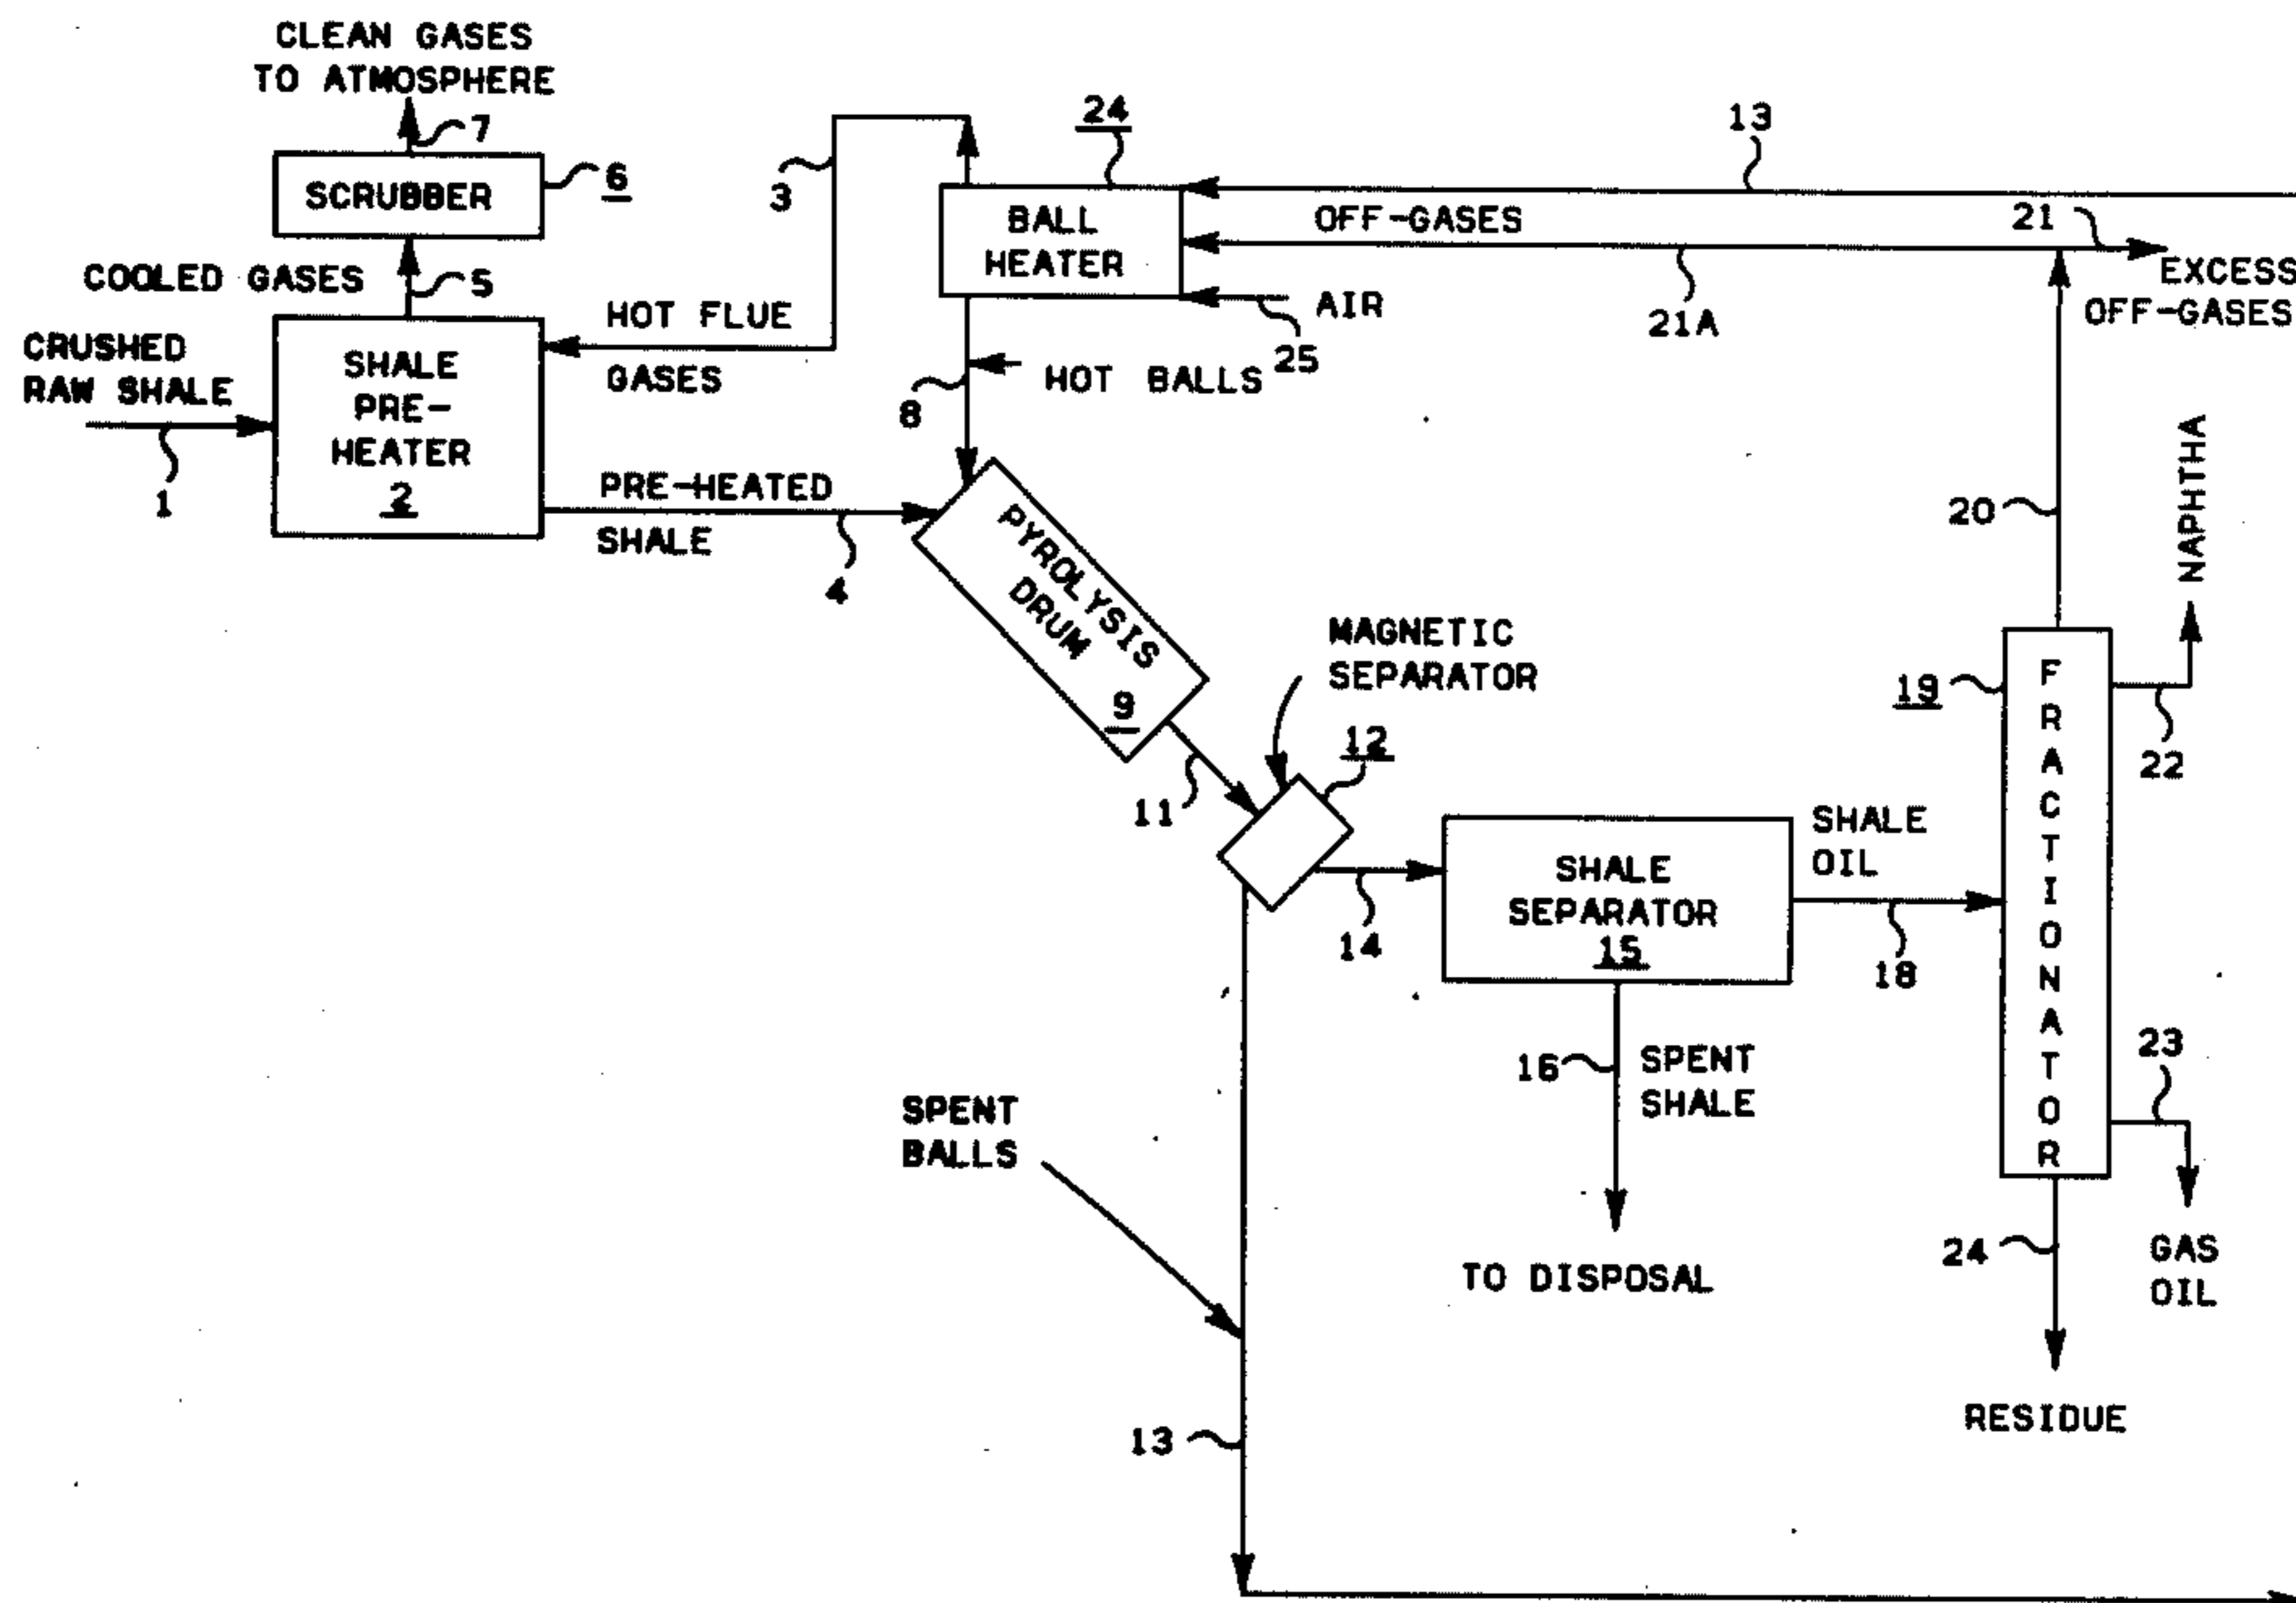 CLEAN GASES
TO ATMOSPHERE
7
SCRUBBER
6
COOLED GASES
5
CRUSHED
RAW SHALE
1
SHALE
PRE-
HEATER
2
3
HOT FLUE
GASES
PRE-HEATED
SHALE
4
24
BALL
HEATER
13
OFF-GASES
21
EXCESS
OFF-GASES
21A
AIR
25
HOT BALLS
8
PYROLYSIS
DRUM
9
11
MAGNETIC
SEPARATOR
12
14
SHALE
SEPARATOR
15
SHALE
OIL
18
16
SPENT
SHALE
TO DISPOSAL
19
FRACTIONATOR
20
NAPHTHA
22
23
GAS
OIL
24
RESIDUE
SPENT
BALLS
13